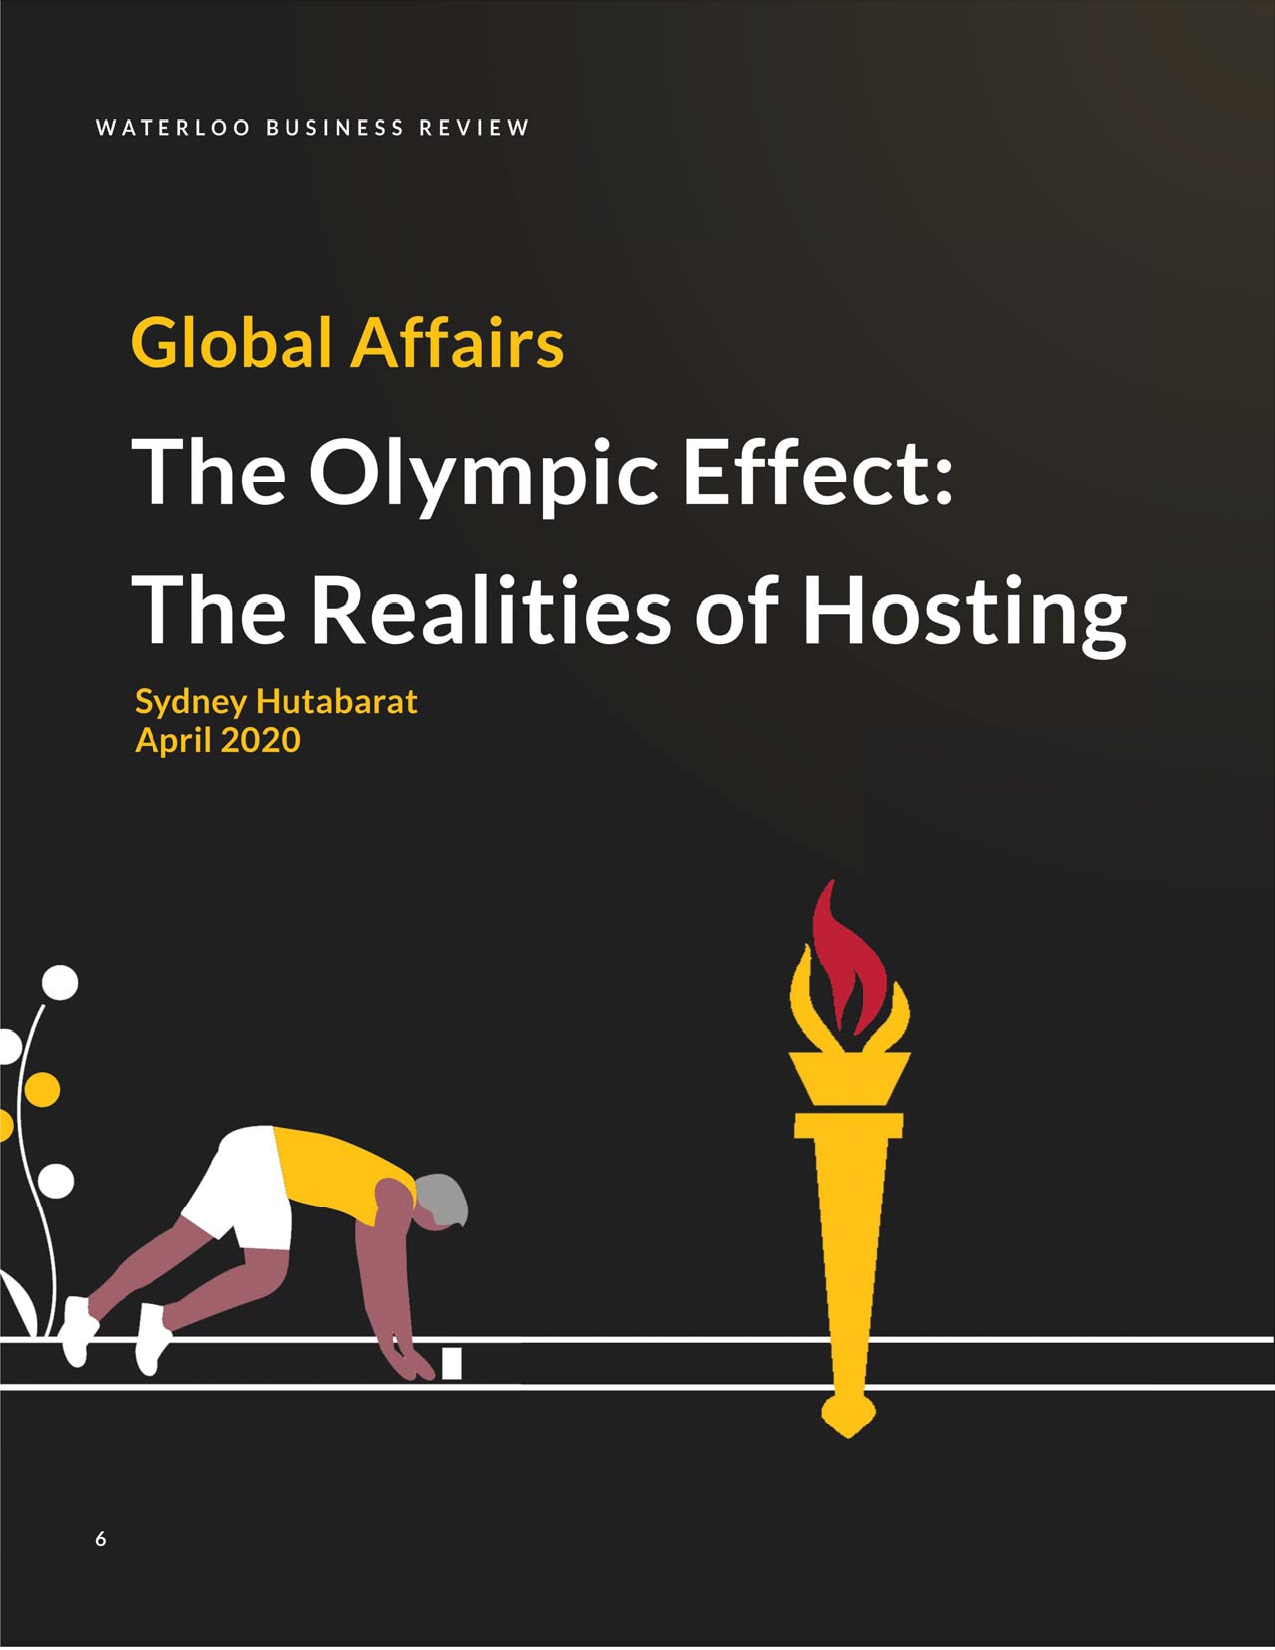 WATERLOO BUSINESS REVIEW
Global Affairs
The Olympic Effect:
The Realities of Hosting
Sydney Hutabarat
April 2020
6